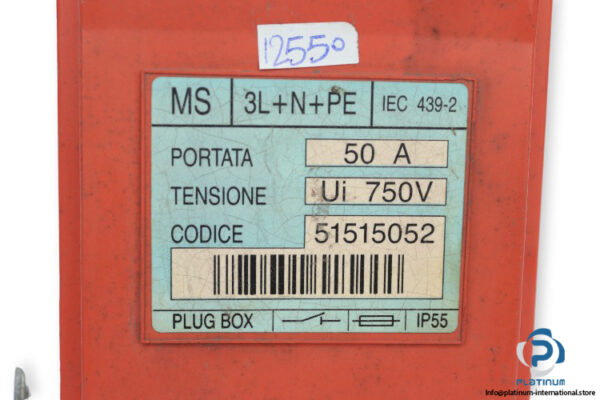 12550
MS 3L+N+PE IEC 439-2
PORTATA 50 A
TENSIONE Ui 750V
CODICE 51515052
PLUG BOX IP55
PLATINUM
info@platinum-international.store